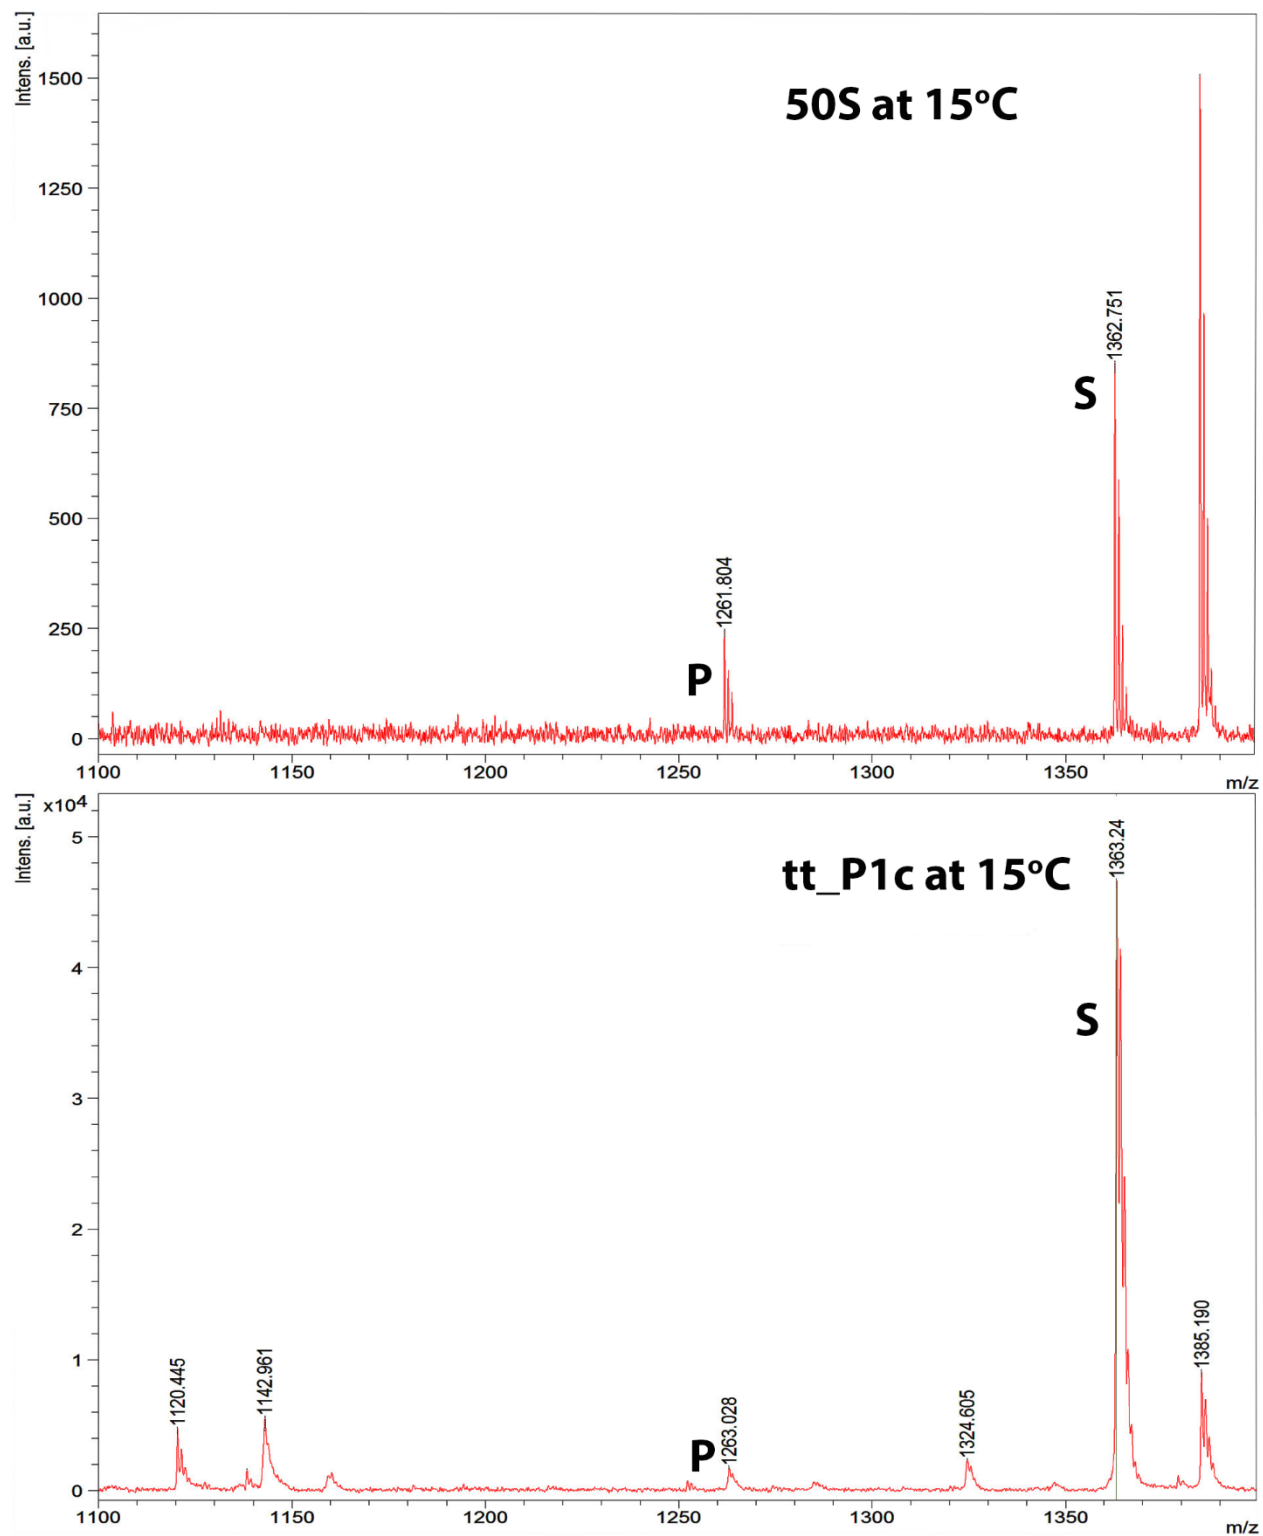 Intens. [a.u.]
50S at 15ºC
1500
1250
1000
750
500
250
0
1362.751
S
1261.804
P
1100 1150 1200 1250 1300 1350
m/z
Intens. [a.u.]
x10⁴
tt_P1c at 15ºC
5
4
3
2
1
0
1363.24
S
1385.190
1120.445
1142.961
P
1263.028
1324.605
1100 1150 1200 1250 1300 1350
m/z